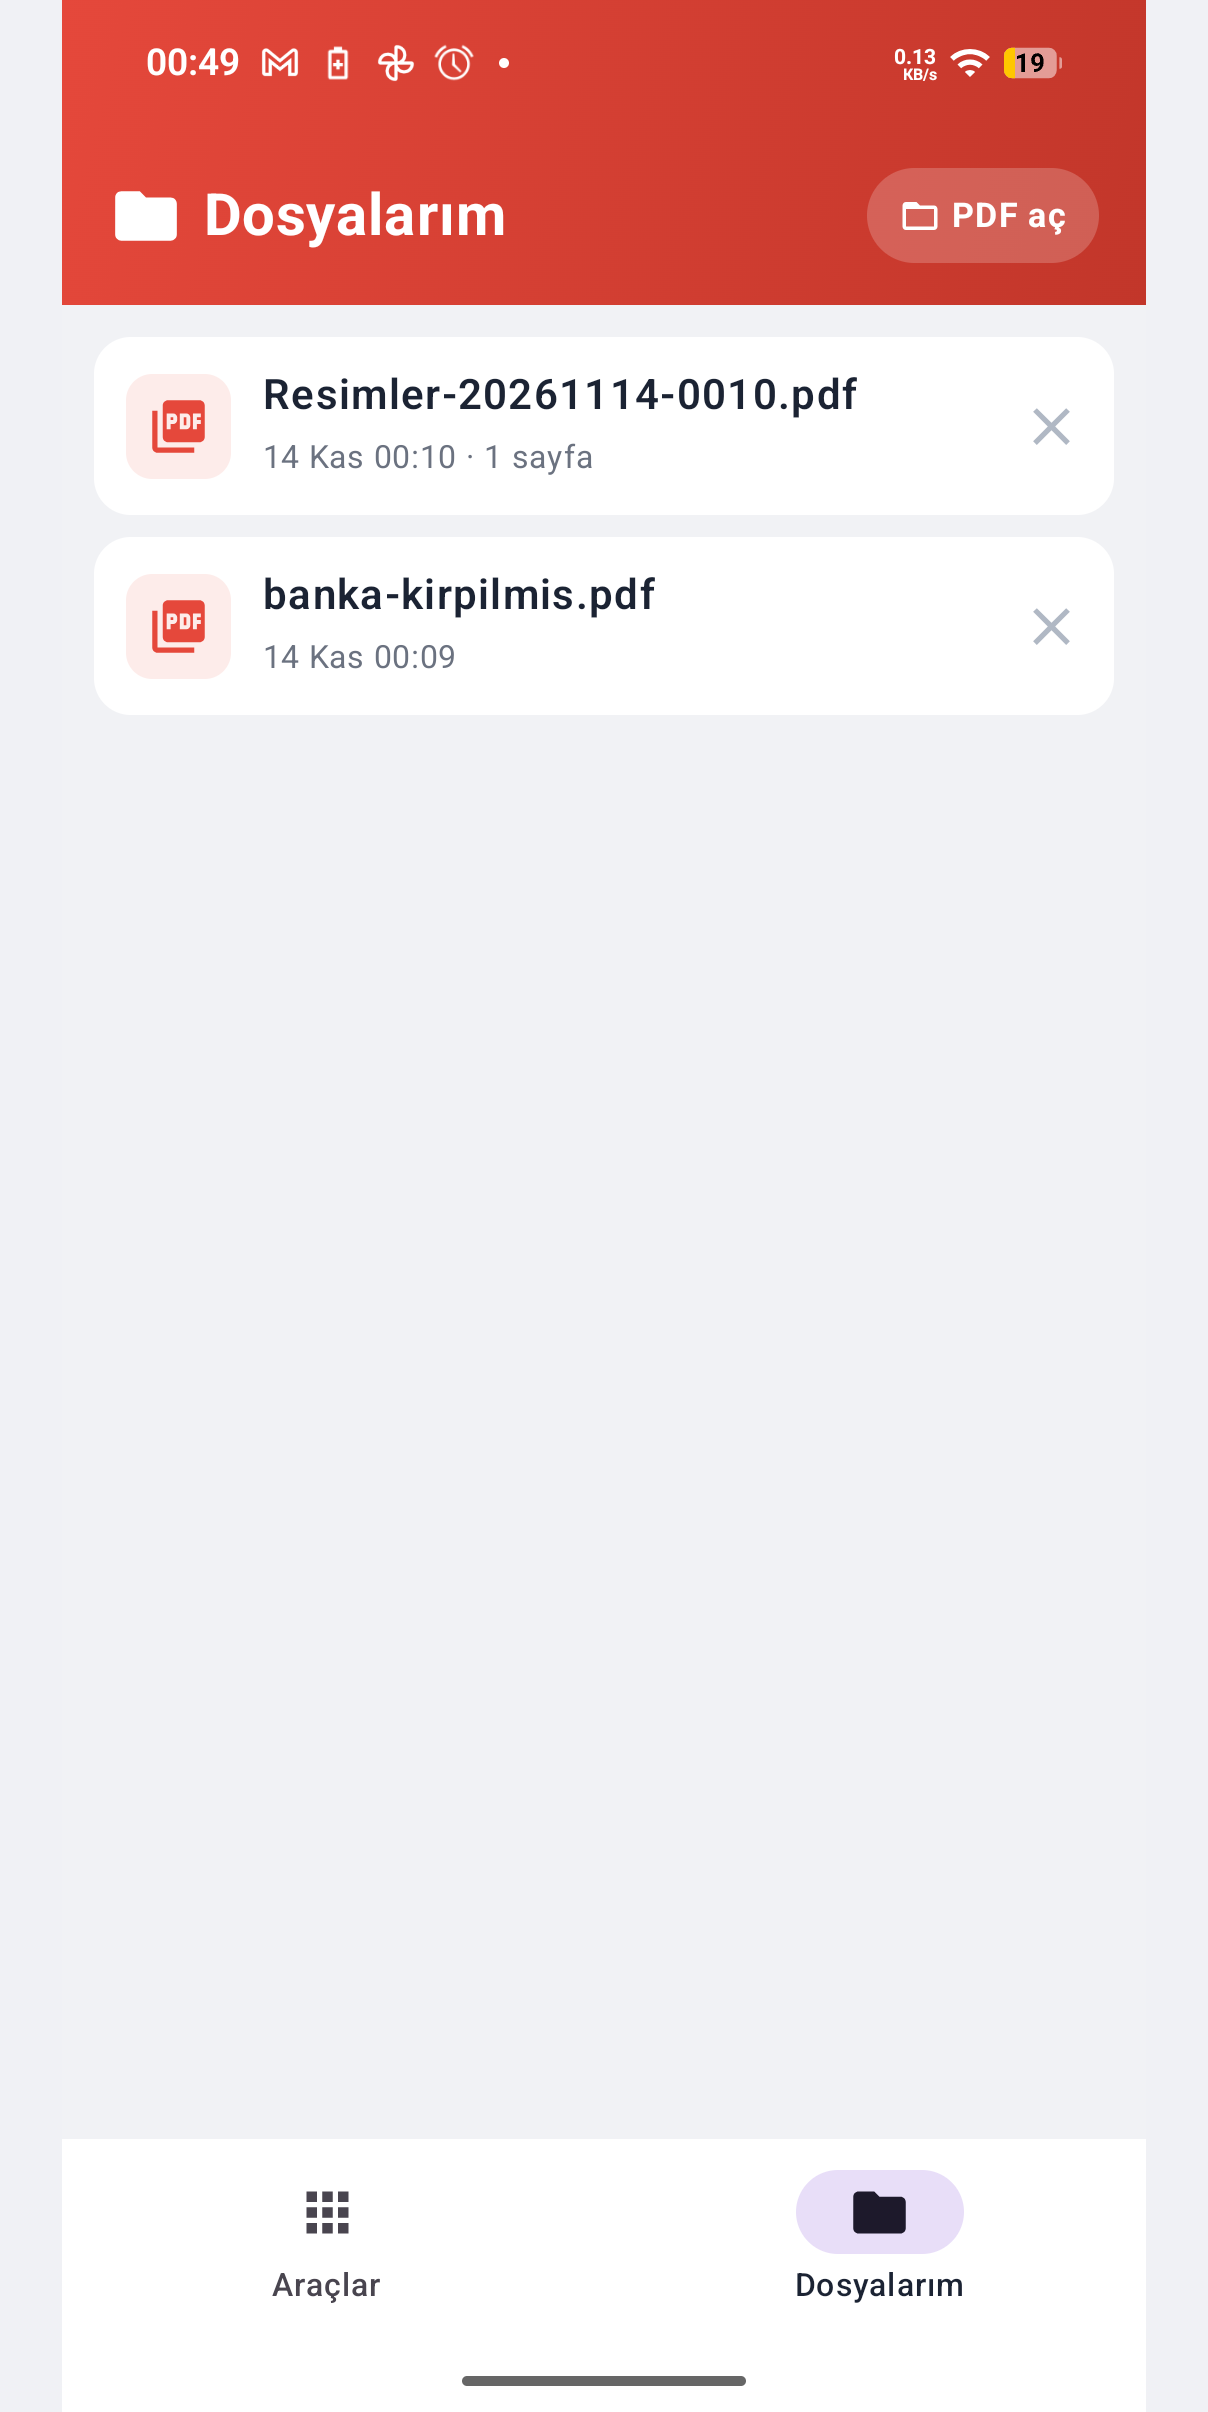 00:49
0.13
KB/s
19
Dosyalarım
PDF aç
PDF
Resimler-20261114-0010.pdf
14 Kas 00:10 · 1 sayfa
PDF
banka-kirpilmis.pdf
14 Kas 00:09
Araçlar
Dosyalarım